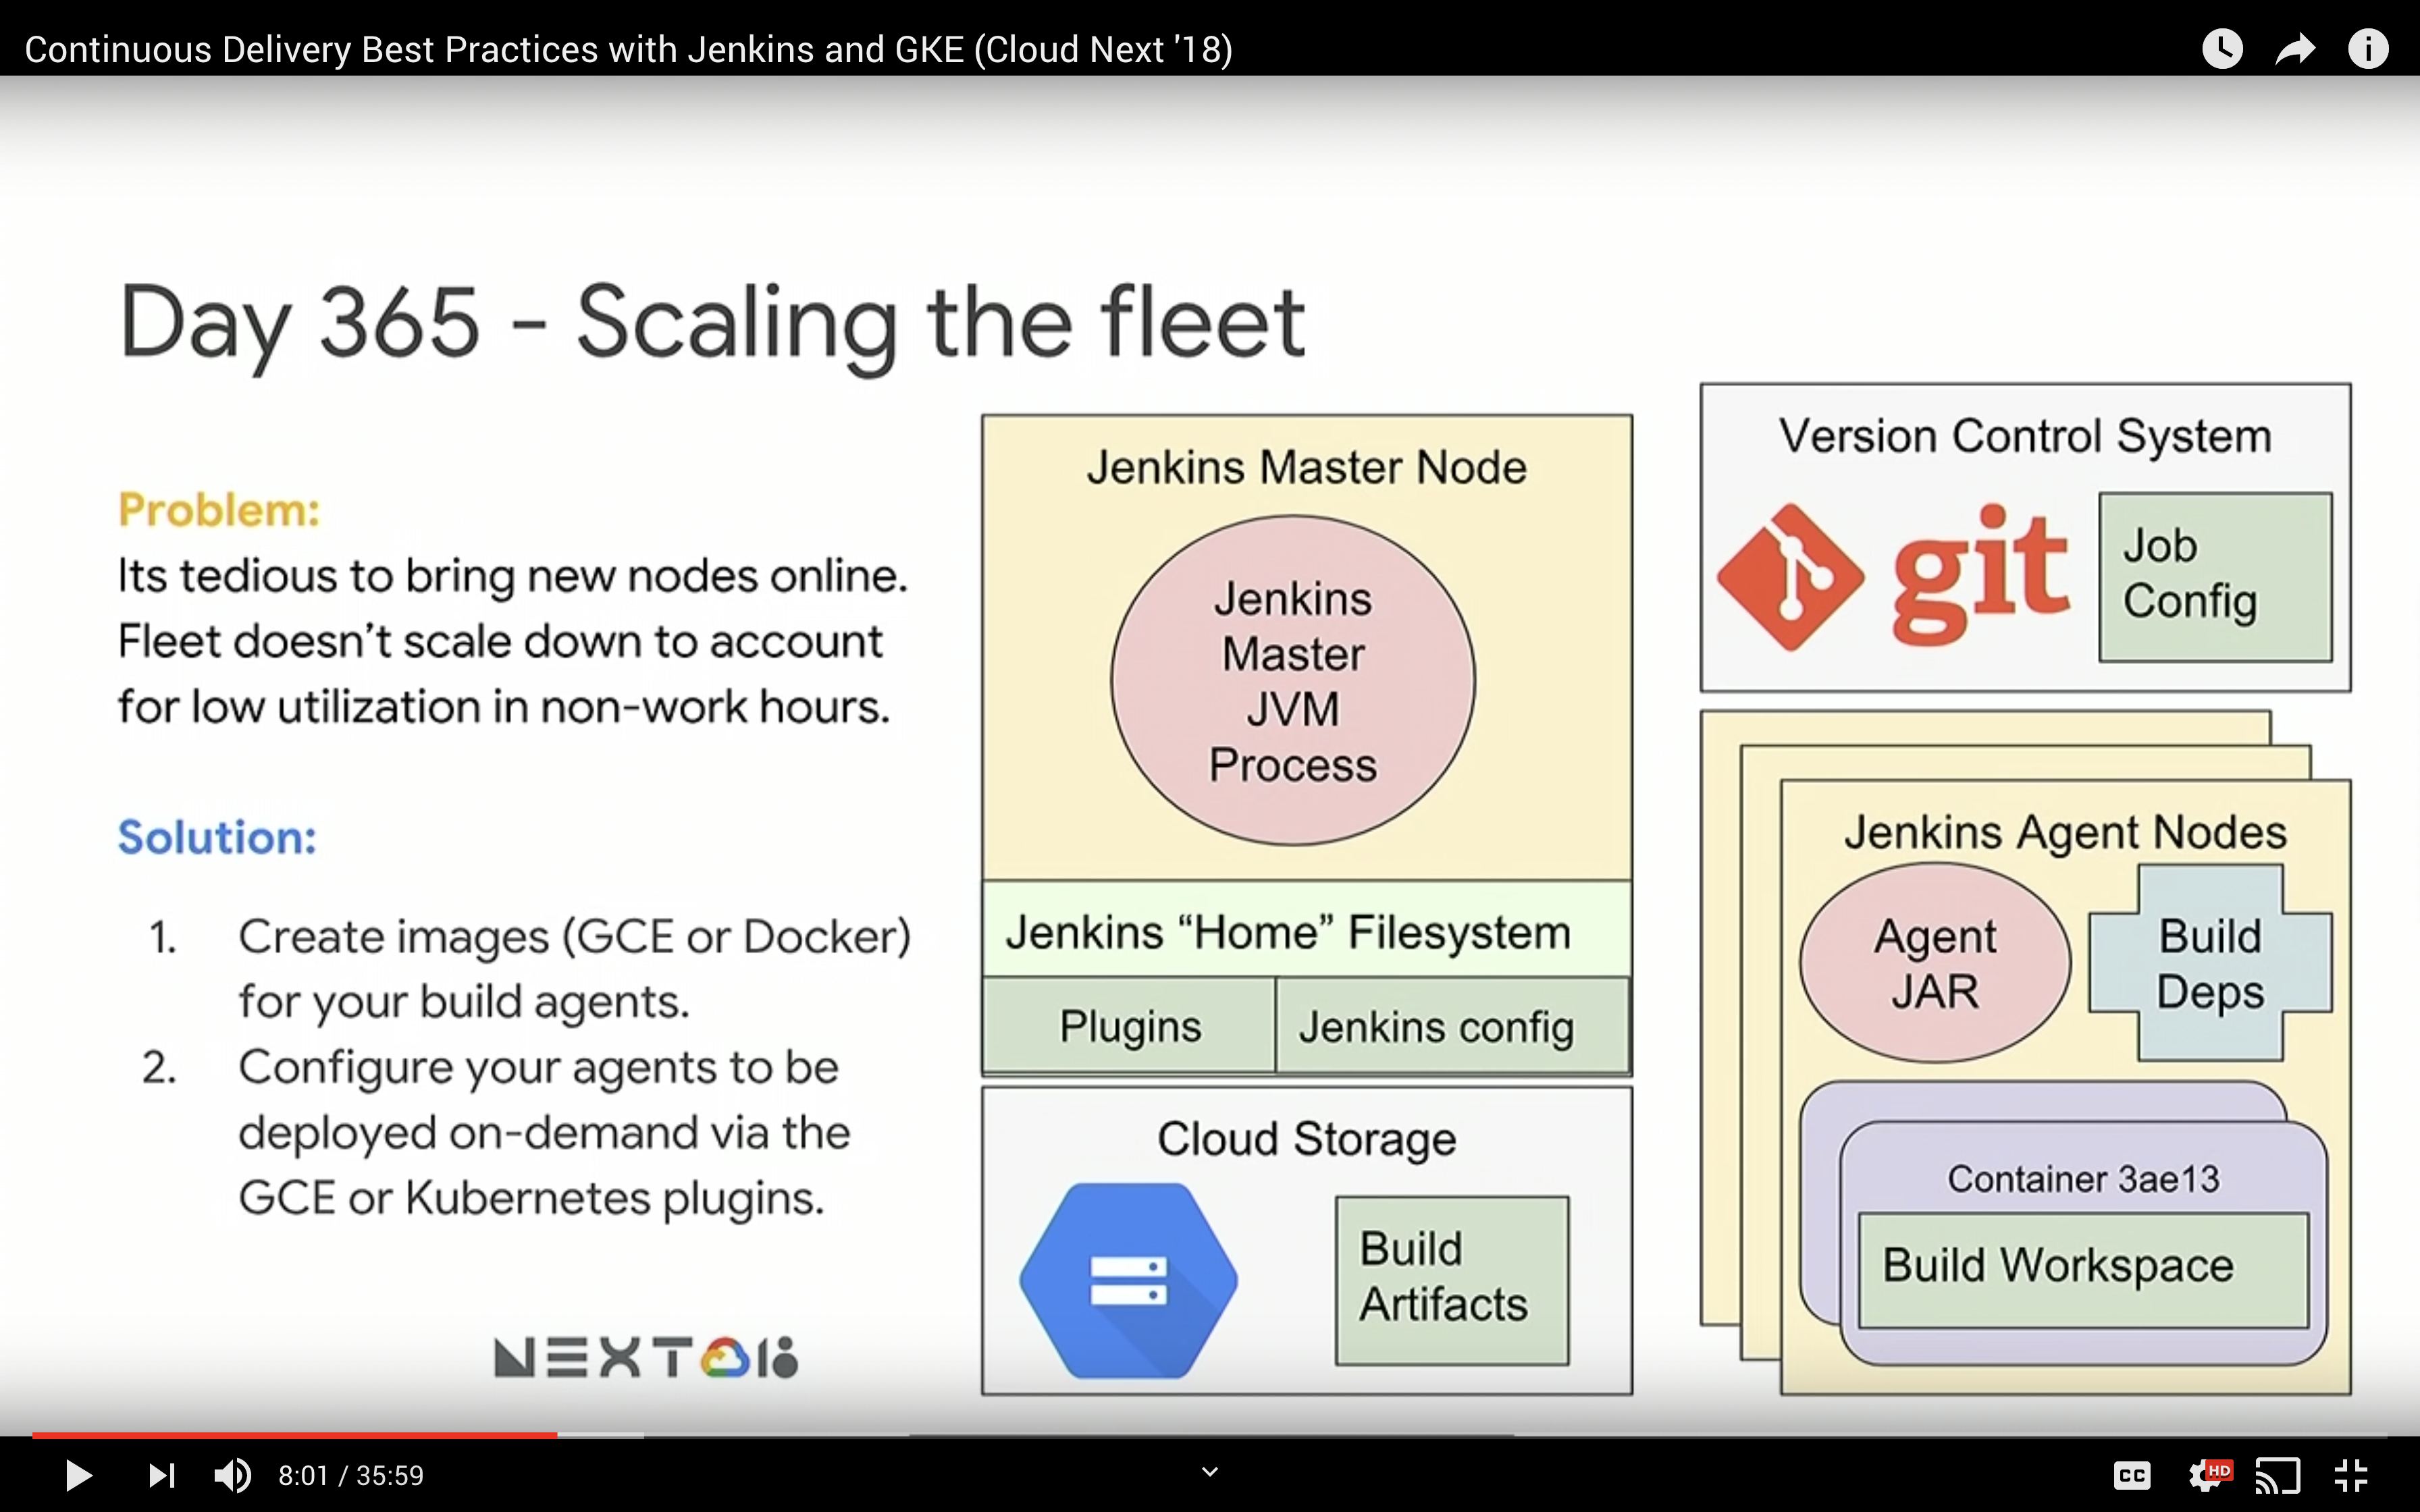 Continuous Delivery Best Practices with Jenkins and GKE (Cloud Next '18)
Day 365 - Scaling the fleet
Problem:
Its tedious to bring new nodes online.
Fleet doesn't scale down to account
for low utilization in non-work hours.
Solution:
1. Create images (GCE or Docker)
for your build agents.
2. Configure your agents to be
deployed on-demand via the
GCE or Kubernetes plugins.
Jenkins Master Node
Jenkins
Master
JVM
Process
Jenkins “Home” Filesystem
Plugins
Jenkins config
Cloud Storage
Build
Artifacts
Version Control System
git
Job
Config
Jenkins Agent Nodes
Agent
JAR
Build
Deps
Container 3ae13
Build Workspace
NEXT18
8:01 / 35:59
CC
HD